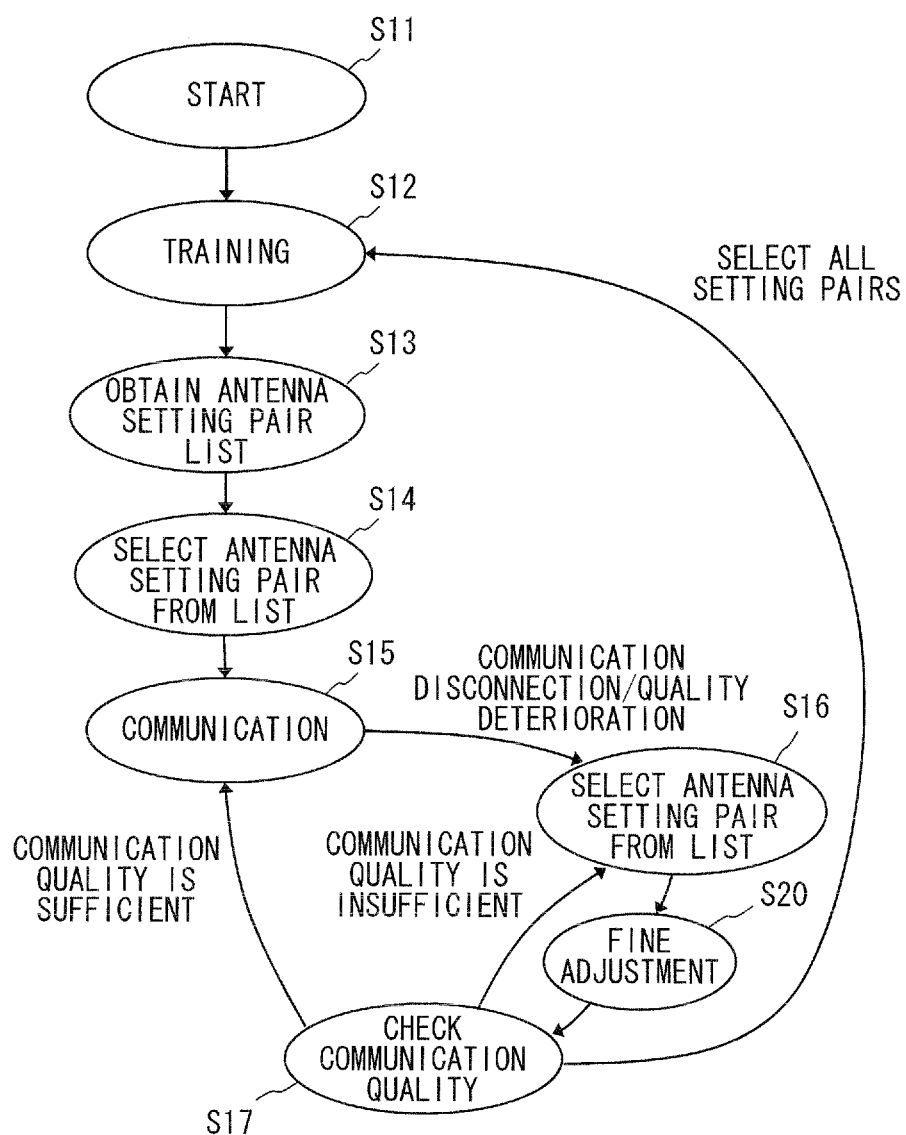 S11
START
S12
TRAINING
SELECT ALL
SETTING PAIRS
S13
OBTAIN ANTENNA
SETTING PAIR
LIST
S14
SELECT ANTENNA
SETTING PAIR
FROM LIST
S15
COMMUNICATION
COMMUNICATION
DISCONNECTION/QUALITY
DETERIORATION
S16
SELECT ANTENNA
SETTING PAIR
FROM LIST
COMMUNICATION
QUALITY IS
SUFFICIENT
COMMUNICATION
QUALITY IS
INSUFFICIENT
S20
FINE
ADJUSTMENT
CHECK
COMMUNICATION
QUALITY
S17